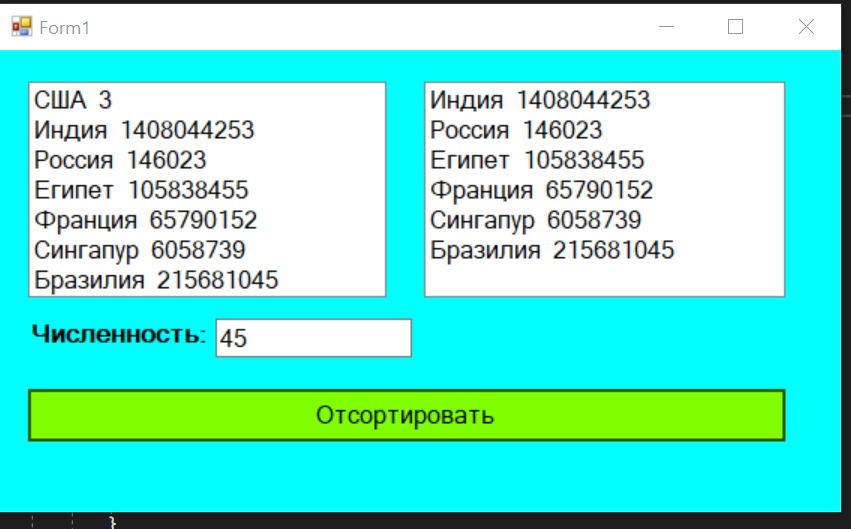 Form1
США 3
Индия 1408044253
Россия 146023
Египет 105838455
Франция 65790152
Сингапур 6058739
Бразилия 215681045
Индия 1408044253
Россия 146023
Египет 105838455
Франция 65790152
Сингапур 6058739
Бразилия 215681045
Численность: 45
Отсортировать
}